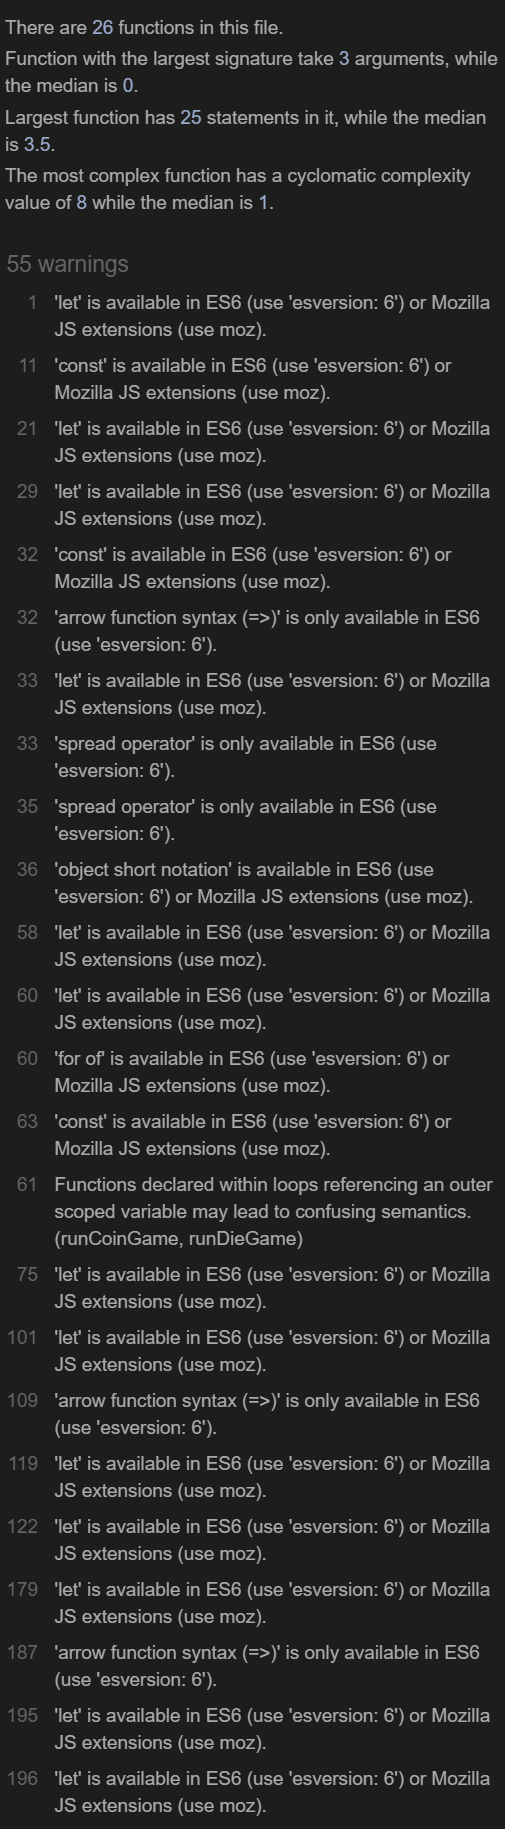 There are 26 functions in this file.
Function with the largest signature take 3 arguments, while
the median is 0.
Largest function has 25 statements in it, while the median
is 3.5.
The most complex function has a cyclomatic complexity
value of 8 while the median is 1.
55 warnings
1 'let' is available in ES6 (use 'esversion: 6') or Mozilla
JS extensions (use moz).
11 'const' is available in ES6 (use 'esversion: 6') or
Mozilla JS extensions (use moz).
21 'let' is available in ES6 (use 'esversion: 6') or Mozilla
JS extensions (use moz).
29 'let' is available in ES6 (use 'esversion: 6') or Mozilla
JS extensions (use moz).
32 'const' is available in ES6 (use 'esversion: 6') or
Mozilla JS extensions (use moz).
32 'arrow function syntax (=>)' is only available in ES6
(use 'esversion: 6').
33 'let' is available in ES6 (use 'esversion: 6') or Mozilla
JS extensions (use moz).
33 'spread operator' is only available in ES6 (use
'esversion: 6').
35 'spread operator' is only available in ES6 (use
'esversion: 6').
36 'object short notation' is available in ES6 (use
'esversion: 6') or Mozilla JS extensions (use moz).
58 'let' is available in ES6 (use 'esversion: 6') or Mozilla
JS extensions (use moz).
60 'let' is available in ES6 (use 'esversion: 6') or Mozilla
JS extensions (use moz).
60 'for of' is available in ES6 (use 'esversion: 6') or
Mozilla JS extensions (use moz).
63 'const' is available in ES6 (use 'esversion: 6') or
Mozilla JS extensions (use moz).
61 Functions declared within loops referencing an outer
scoped variable may lead to confusing semantics.
(runCoinGame, runDieGame)
75 'let' is available in ES6 (use 'esversion: 6') or Mozilla
JS extensions (use moz).
101 'let' is available in ES6 (use 'esversion: 6') or Mozilla
JS extensions (use moz).
109 'arrow function syntax (=>)' is only available in ES6
(use 'esversion: 6').
119 'let' is available in ES6 (use 'esversion: 6') or Mozilla
JS extensions (use moz).
122 'let' is available in ES6 (use 'esversion: 6') or Mozilla
JS extensions (use moz).
179 'let' is available in ES6 (use 'esversion: 6') or Mozilla
JS extensions (use moz).
187 'arrow function syntax (=>)' is only available in ES6
(use 'esversion: 6').
195 'let' is available in ES6 (use 'esversion: 6') or Mozilla
JS extensions (use moz).
196 'let' is available in ES6 (use 'esversion: 6') or Mozilla
JS extensions (use moz).